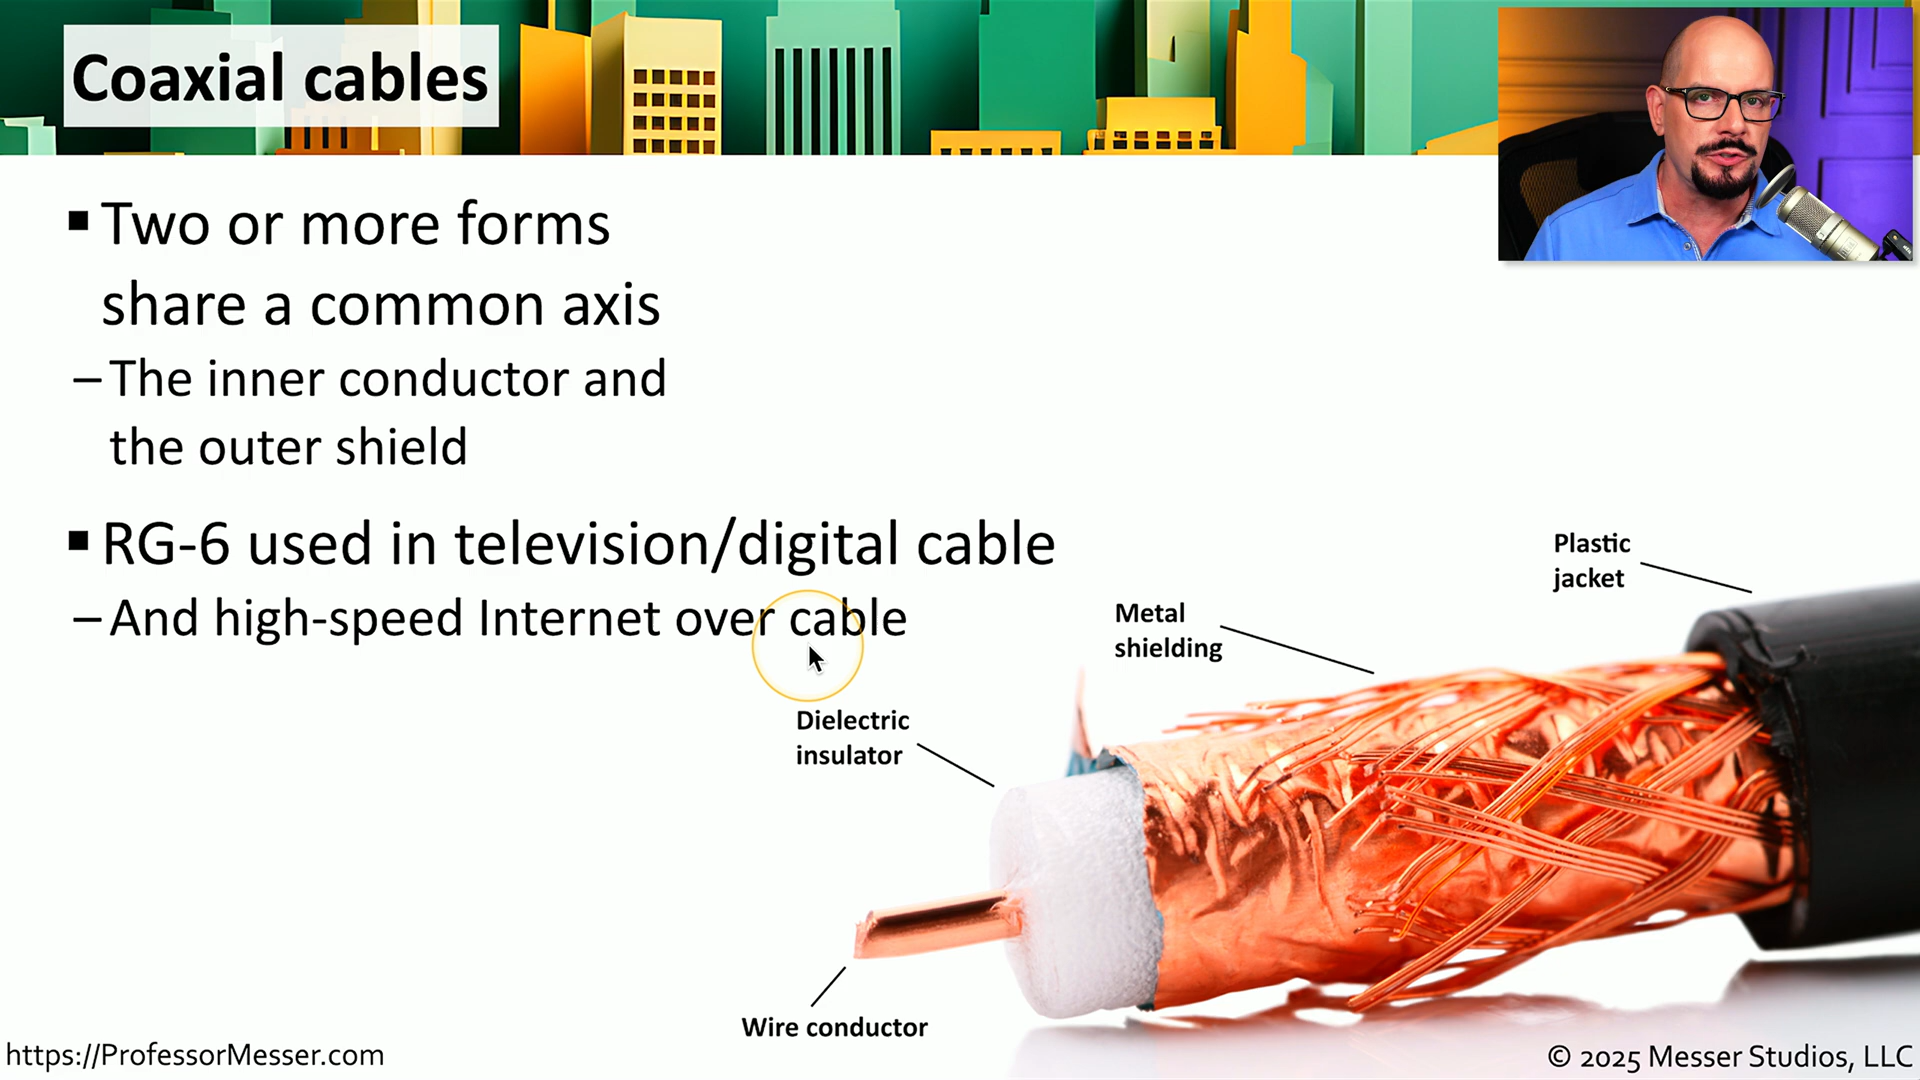 Coaxial cables
▪ Two or more forms
share a common axis
– The inner conductor and
the outer shield
▪ RG-6 used in television/digital cable
– And high-speed Internet over cable
Plastic
jacket
Metal
shielding
Dielectric
insulator
Wire conductor
https://ProfessorMesser.com
© 2025 Messer Studios, LLC